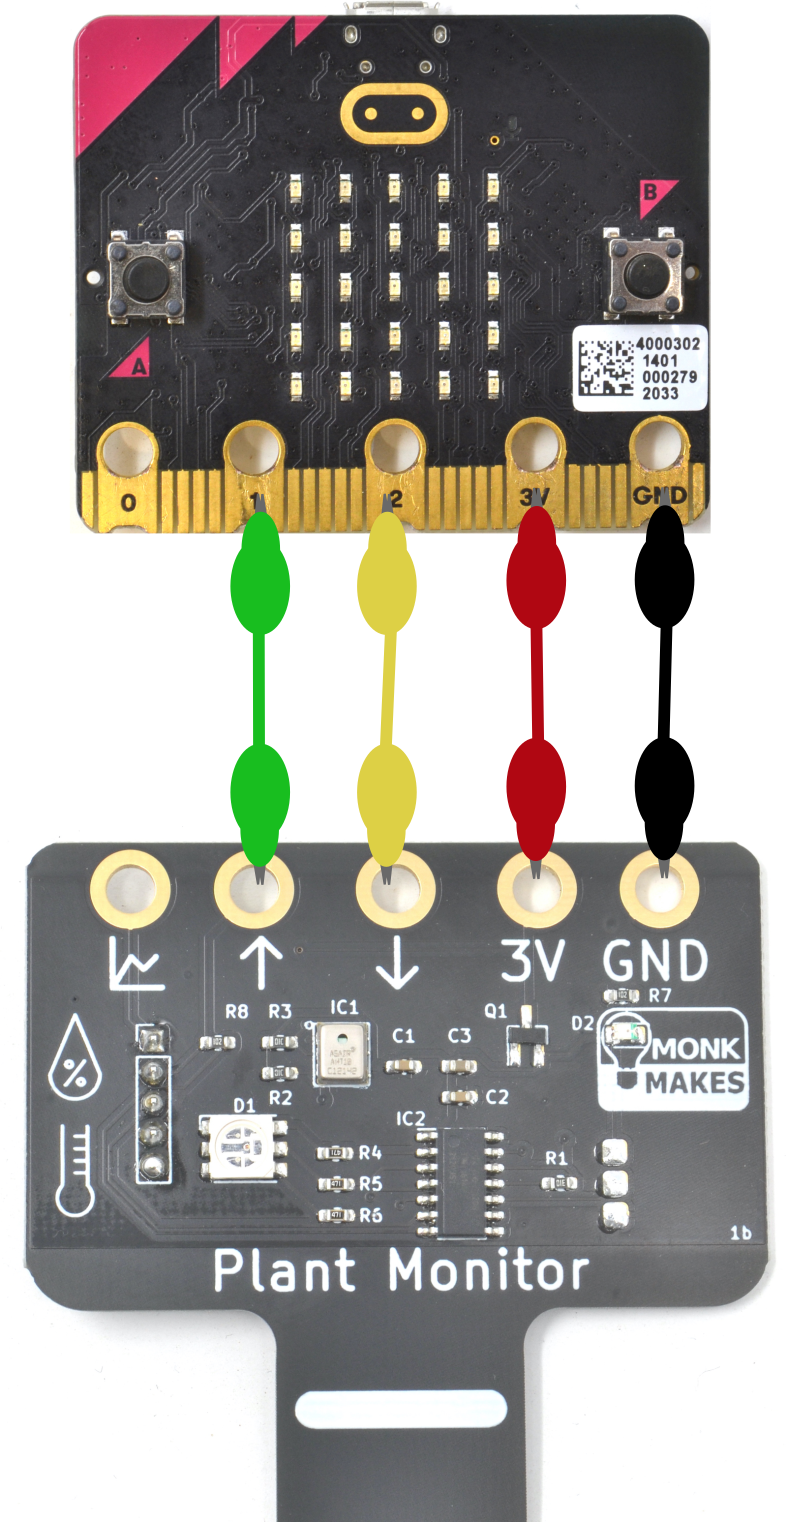 B
A
4000302
1401
000279
2033
0 1 2 3V GND
3V GND
R7
R8 R3 IC1 Q1 D2
C1 C3
MONK
MAKES
%
R2 C2
D1 IC2
R4
R5 R1
R6
1b
Plant Monitor